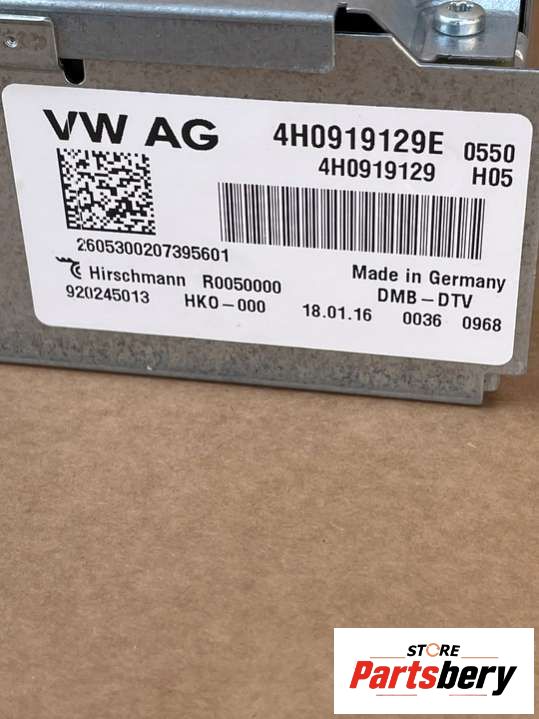 VW AG
4H0919129E 0550
4H0919129 H05
2605300207395601
Hirschmann R0050000 Made in Germany
920245013 HKO-000 18.01.16 DMB-DTV
0036 0968
STORE
Partsbery